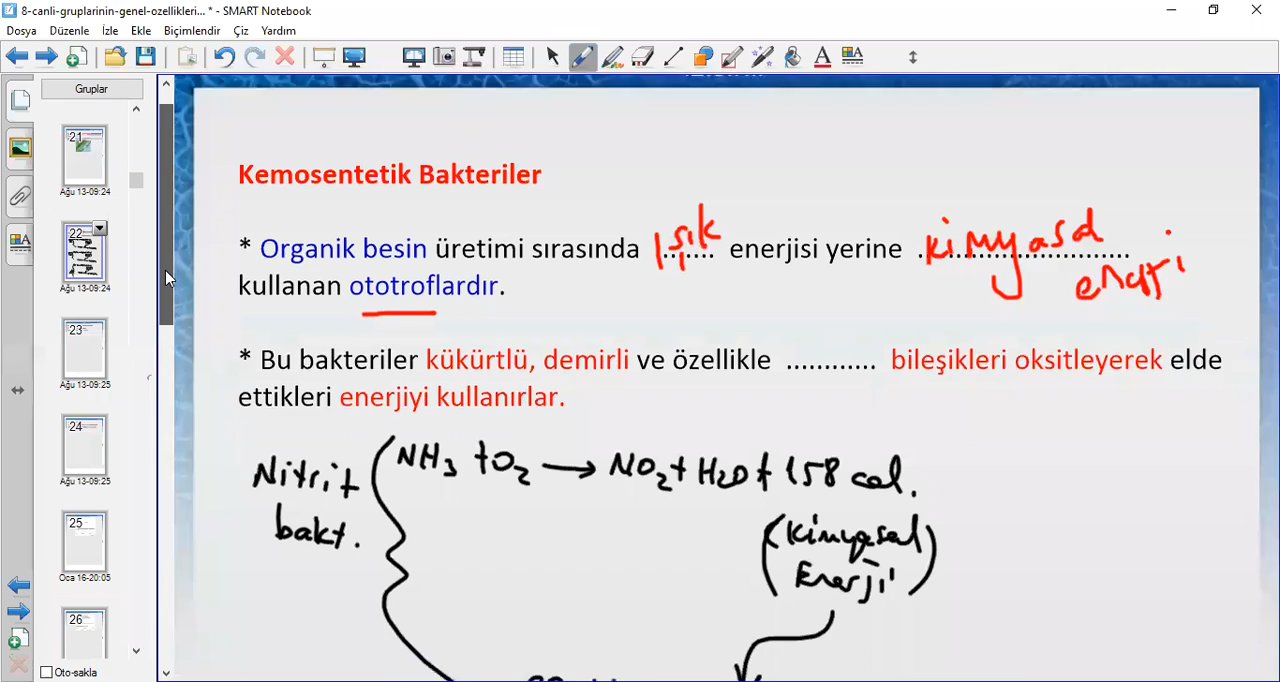 8-canli-gruplarinin-genel-ozellikleri... * - SMART Notebook
Dosya Düzenle İzle Ekle Biçimlendir Çiz Yardım
Gruplar
21
Ağu 13-09:24
22
Ağu 13-09:24
23
Ağu 13-09:25
24
Ağu 13-09:25
25
Oca 16-20:05
26
Oto-sakla
Kemosentetik Bakteriler
* Organik besin üretimi sırasında ışık enerjisi yerine kimyasal enerji
kullanan ototroflardır.
* Bu bakteriler kükürtlü, demirli ve özellikle ............ bileşikleri oksitleyerek elde
ettikleri enerjiyi kullanırlar.
Nitrit bakt.
NH3 + O2 → NO2 + H2O + 158 cal.
(Kimyasal Enerji)